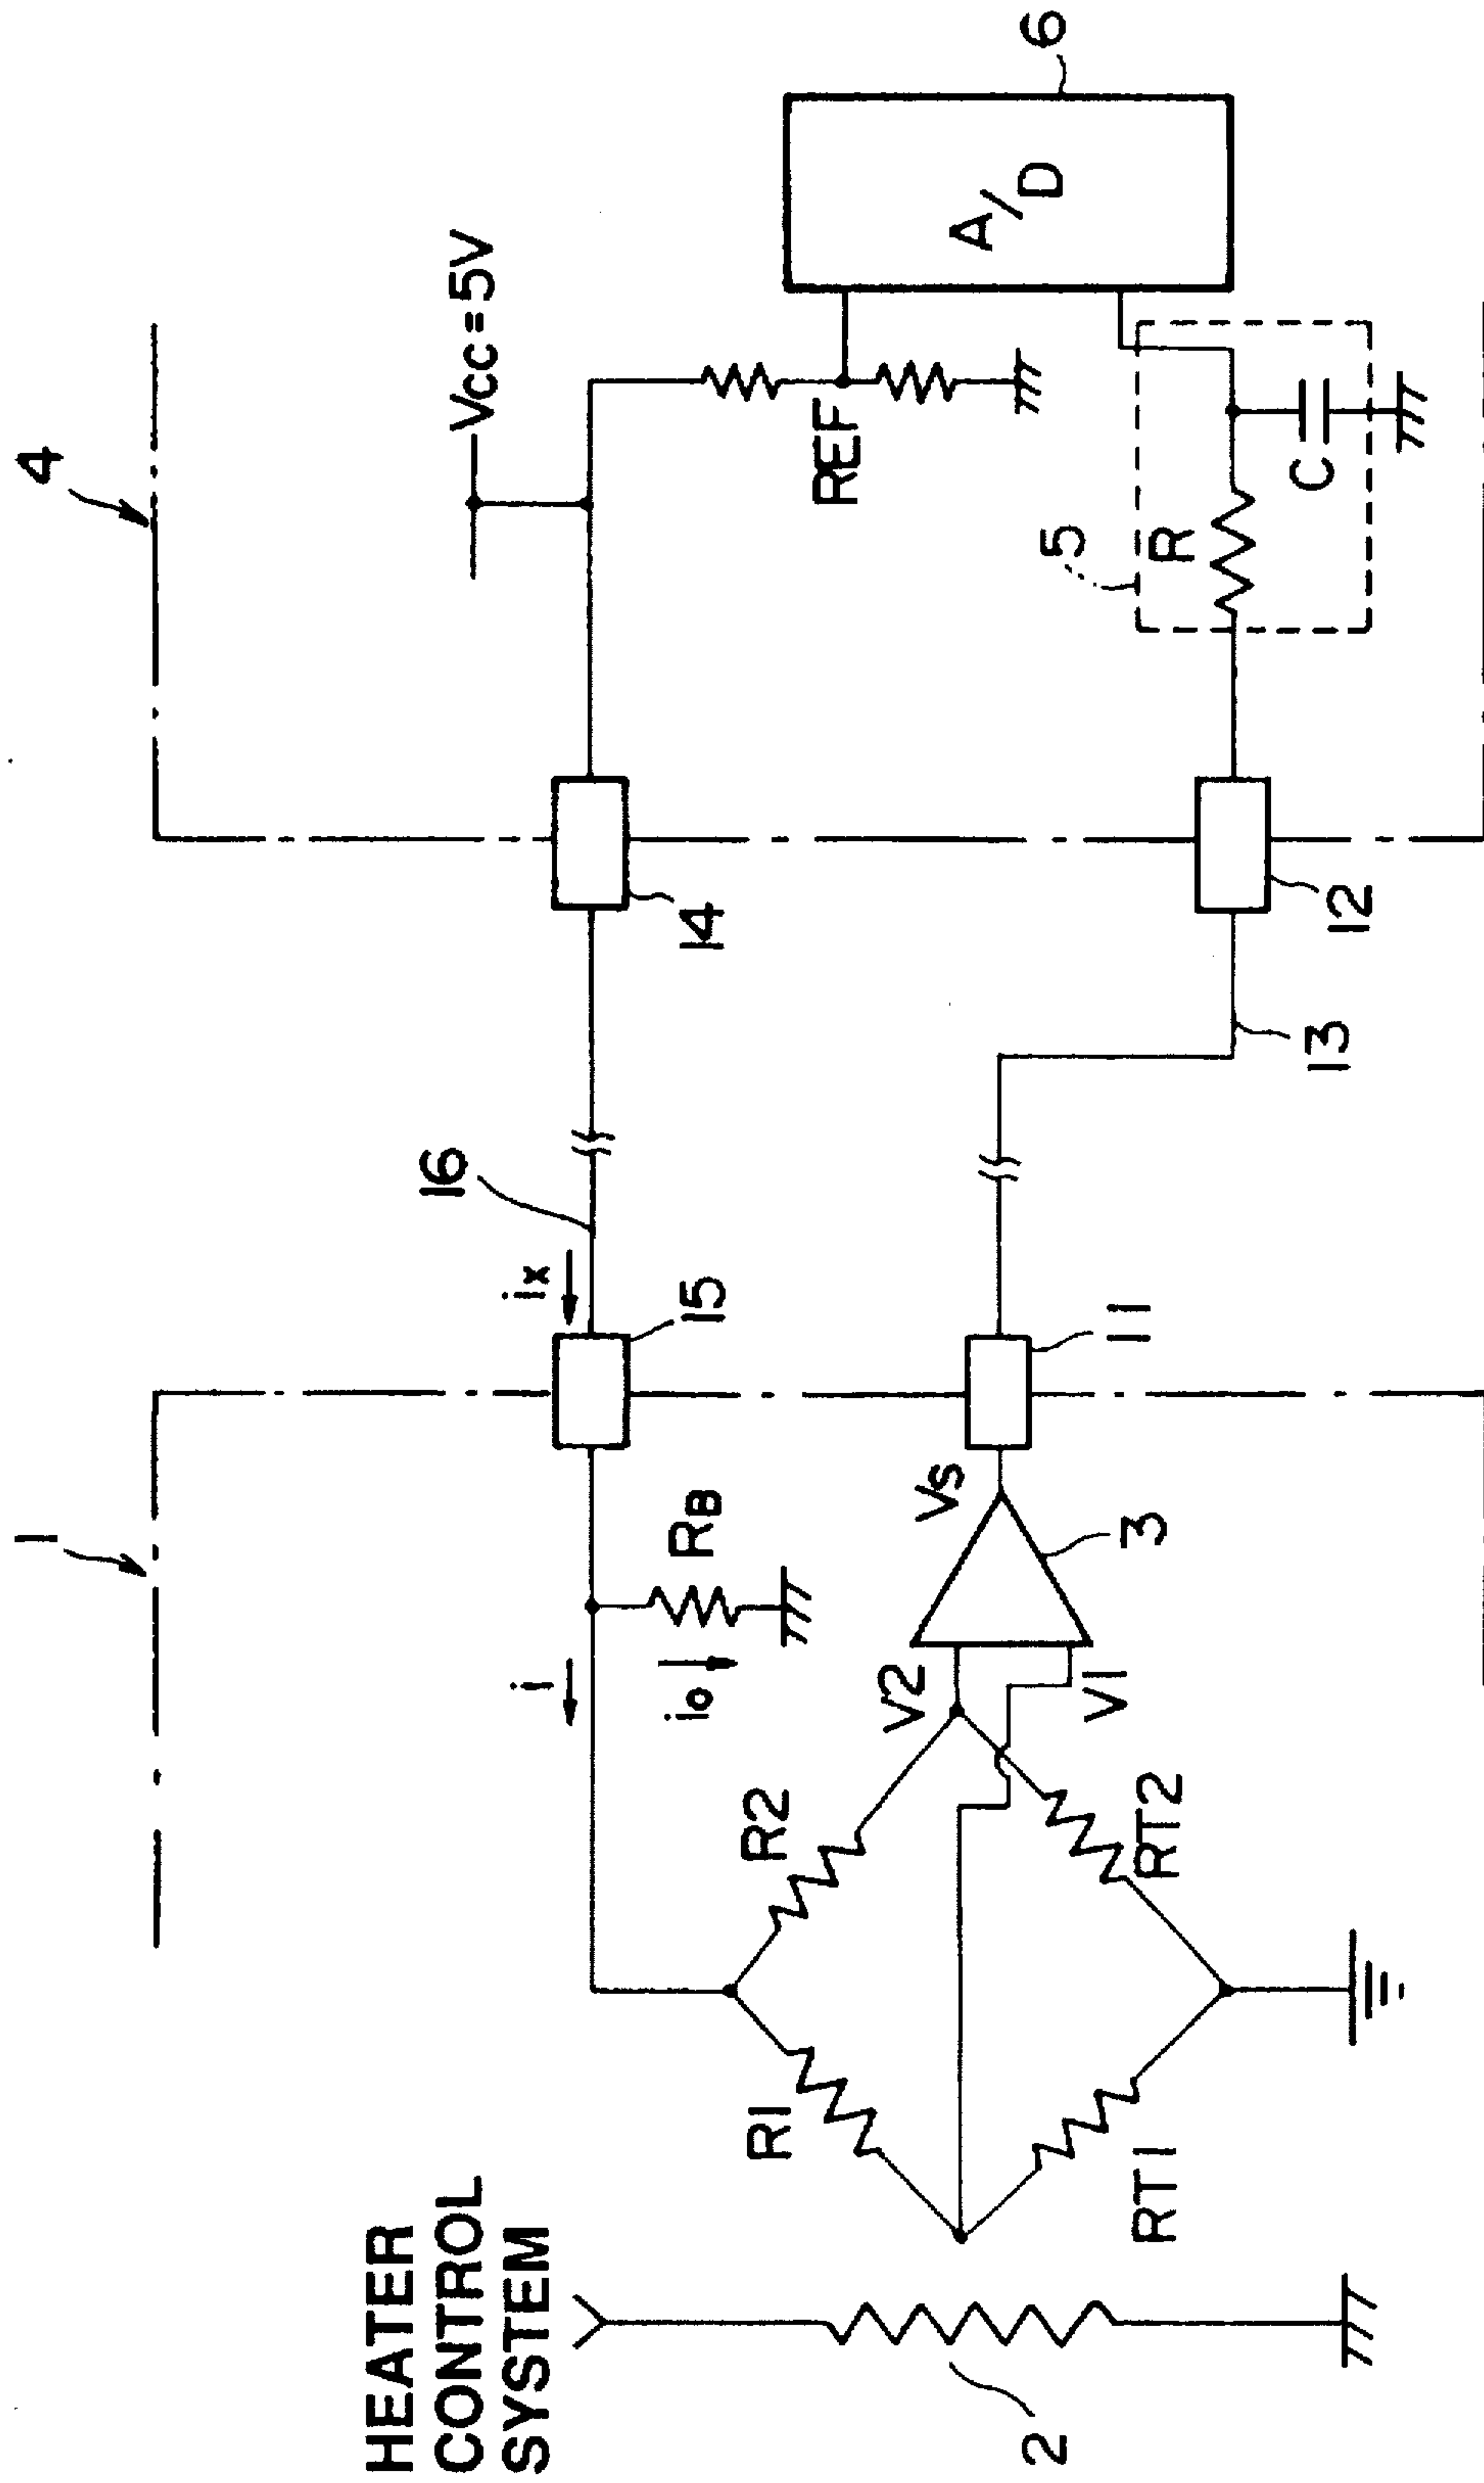 1
4
HEATER
CONTROL
SYSTEM
2
R1
R2
RT1
RT2
i
io
RB
V2
V1
Vs
3
ix
15
11
16
14
13
12
Vcc = 5V
REF
5
R
C
A/D
6